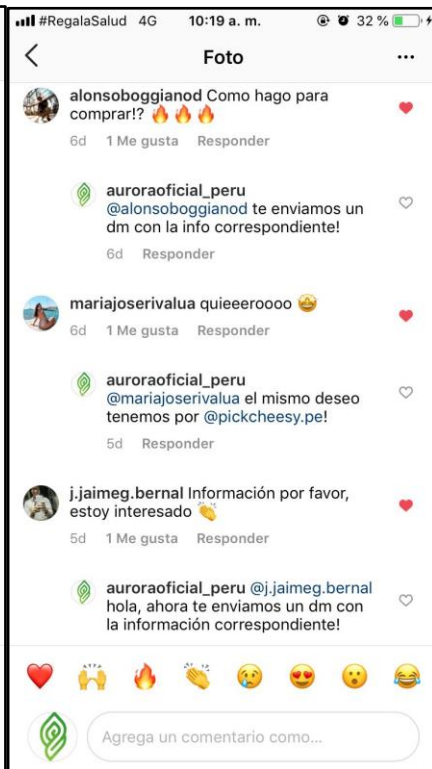 #RegalaSalud 4G 10:19 a. m. 32 %
Foto
alonsoboggianod Como hago para
comprar!? 🔥🔥🔥
6d 1 Me gusta Responder
auroraoficial_peru
@alonsoboggianod te enviamos un
dm con la info correspondiente!
6d Responder
mariajoserivalua quieeeroooo 🤩
6d 1 Me gusta Responder
auroraoficial_peru
@mariajoserivalua el mismo deseo
tenemos por @pickcheesy.pe!
5d Responder
j.jaimeg.bernal Información por favor,
estoy interesado 👏
5d 1 Me gusta Responder
auroraoficial_peru @j.jaimeg.bernal
hola, ahora te enviamos un dm con
la información correspondiente!
Agrega un comentario como...